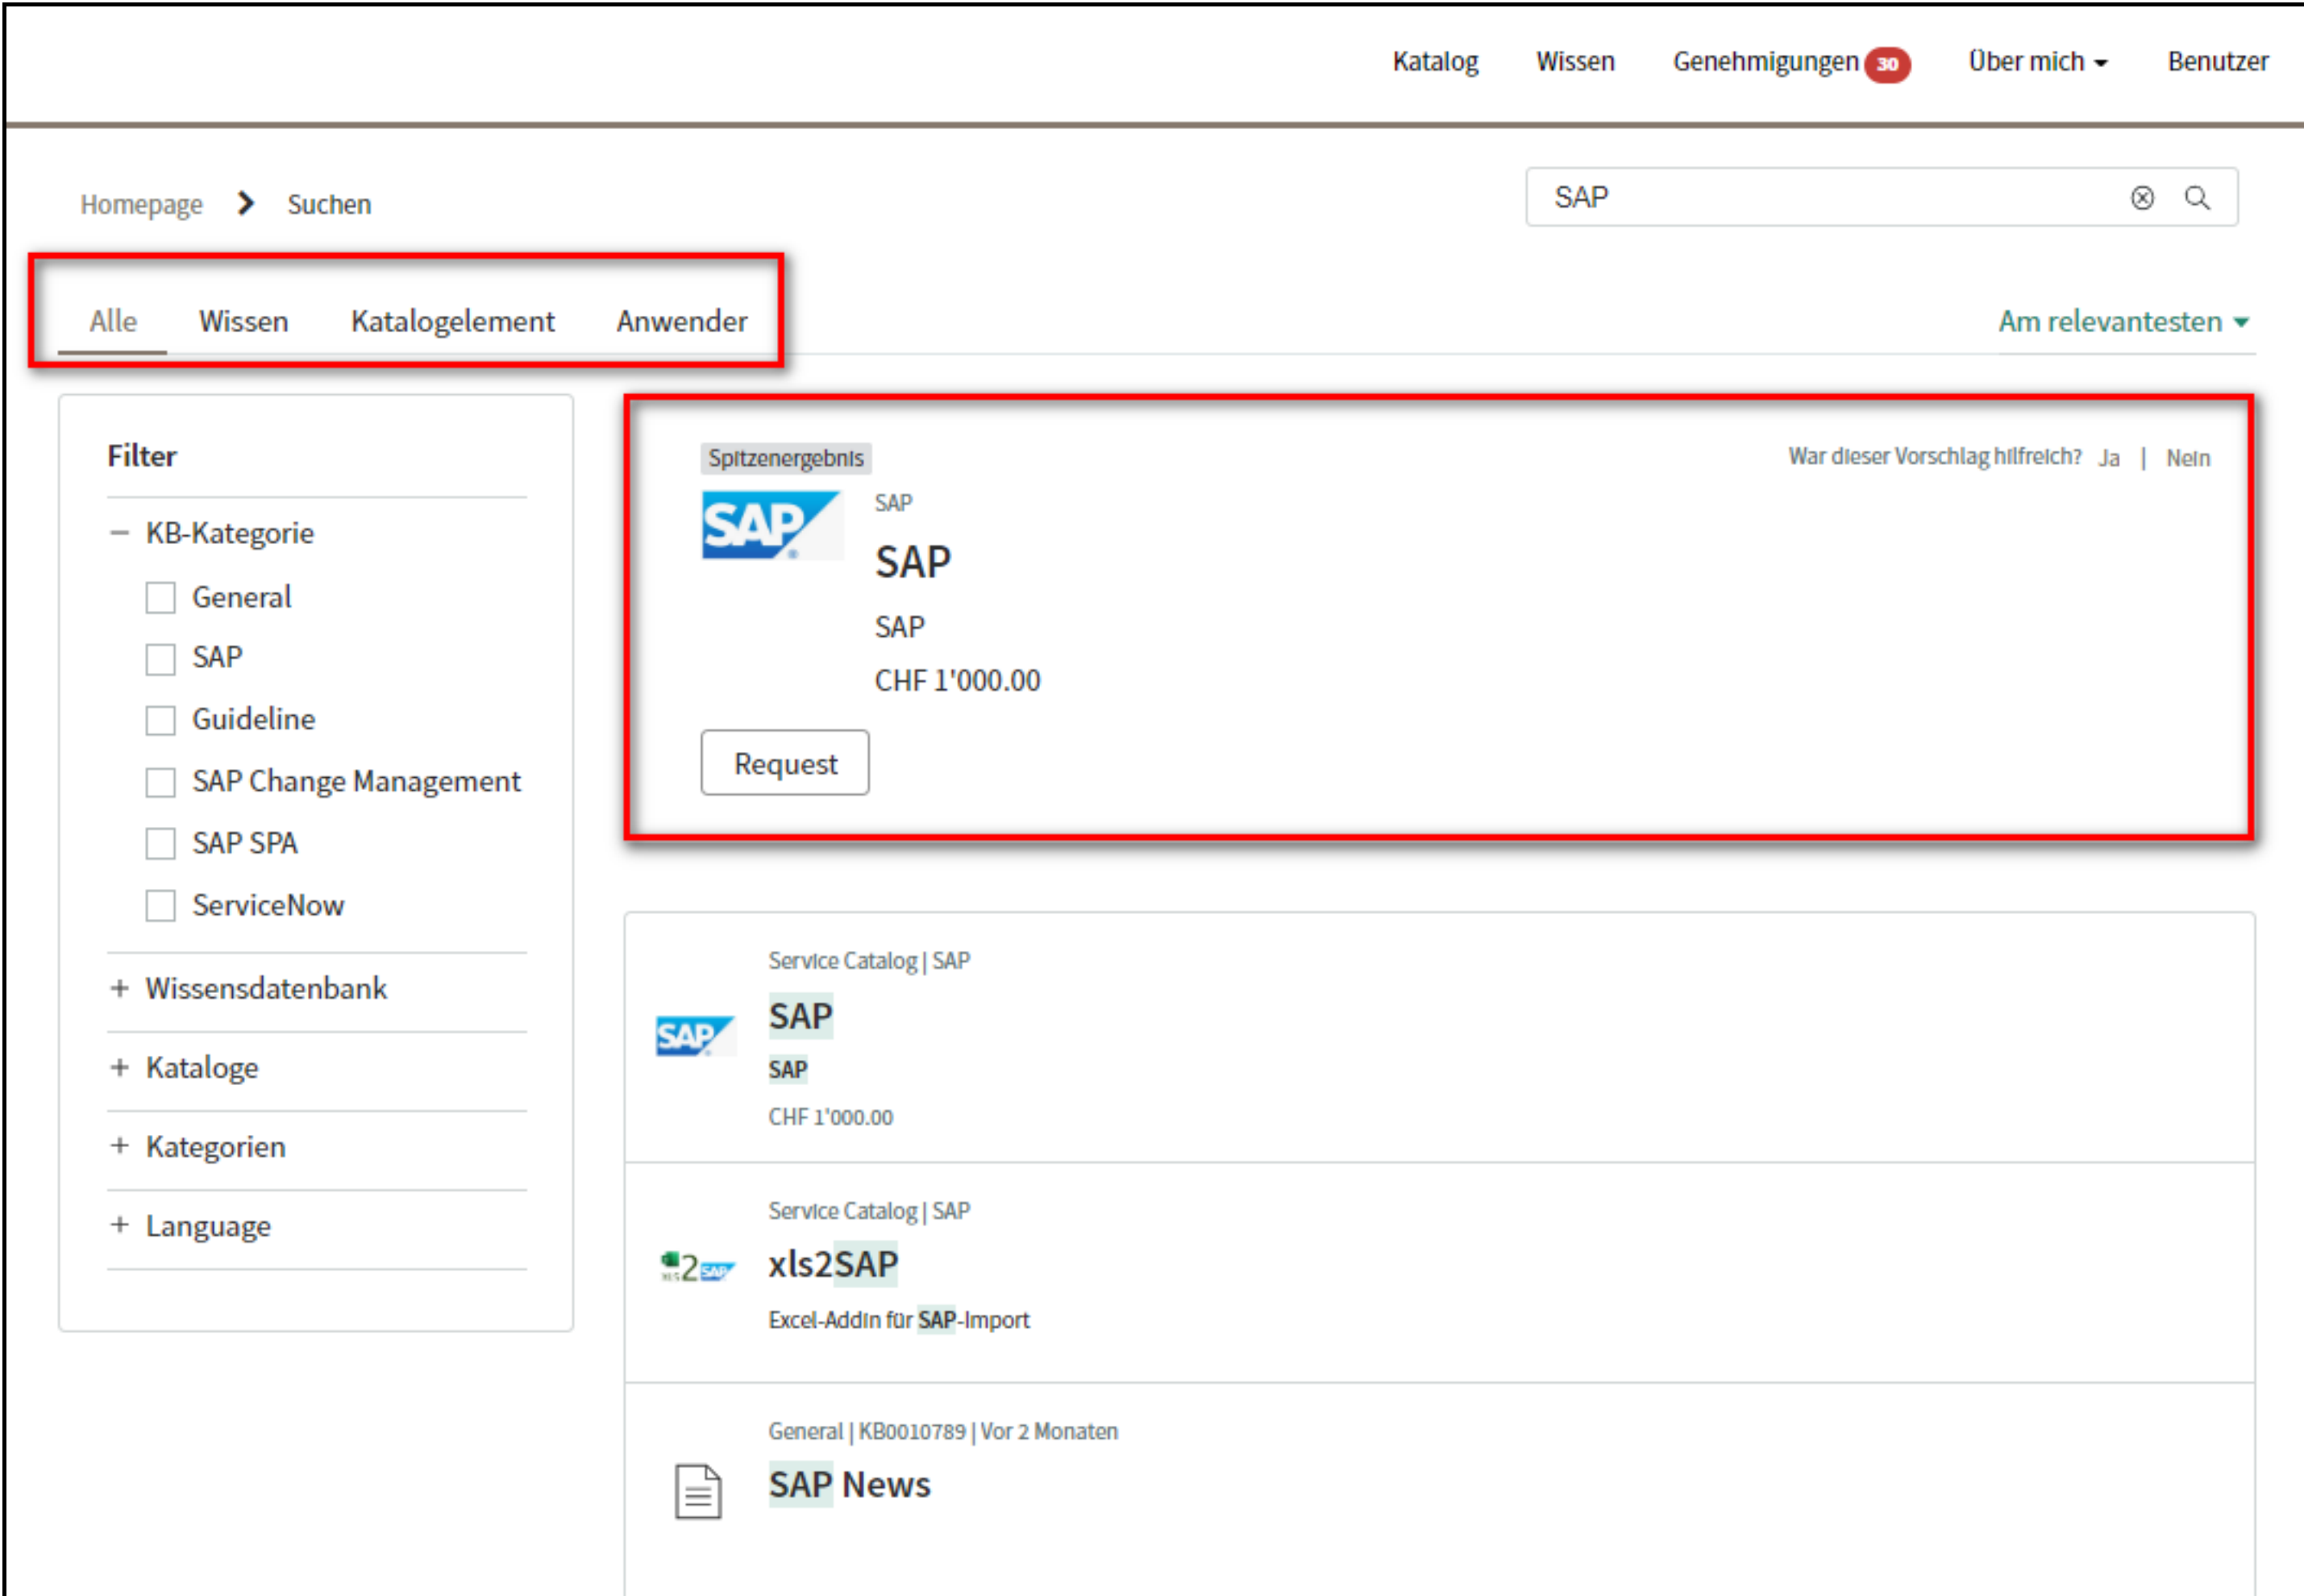 Katalog Wissen Genehmigungen 30 Über mich Benutzer
Homepage Suchen
SAP
Alle Wissen Katalogelement Anwender
Am relevantesten
Filter
KB-Kategorie
General
SAP
Guideline
SAP Change Management
SAP SPA
ServiceNow
+ Wissensdatenbank
+ Kataloge
+ Kategorien
+ Language
Spitzenergebnis
War dieser Vorschlag hilfreich? Ja | Nein
SAP
SAP
SAP
SAP
CHF 1'000.00
Request
Service Catalog | SAP
SAP
SAP
SAP
CHF 1'000.00
Service Catalog | SAP
XLS 2 SAP
xls2SAP
Excel-Addin für SAP-Import
General | KB0010789 | Vor 2 Monaten
SAP News